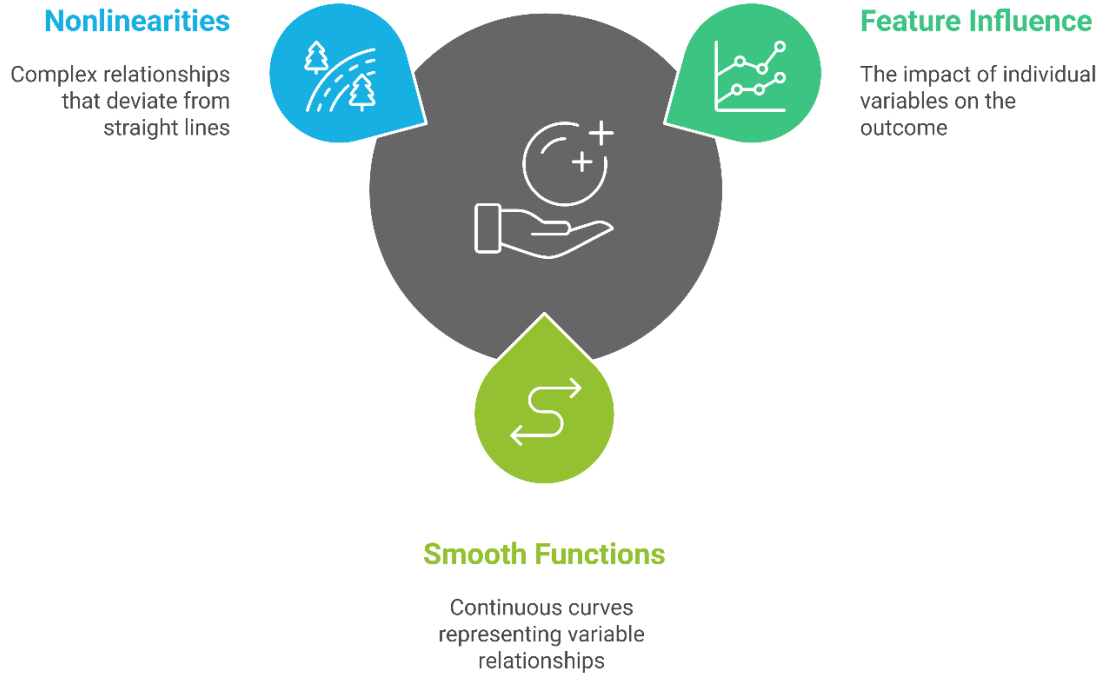 Nonlinearities
Complex relationships
that deviate from
straight lines
Feature Influence
The impact of individual
variables on the
outcome
Smooth Functions
Continuous curves
representing variable
relationships